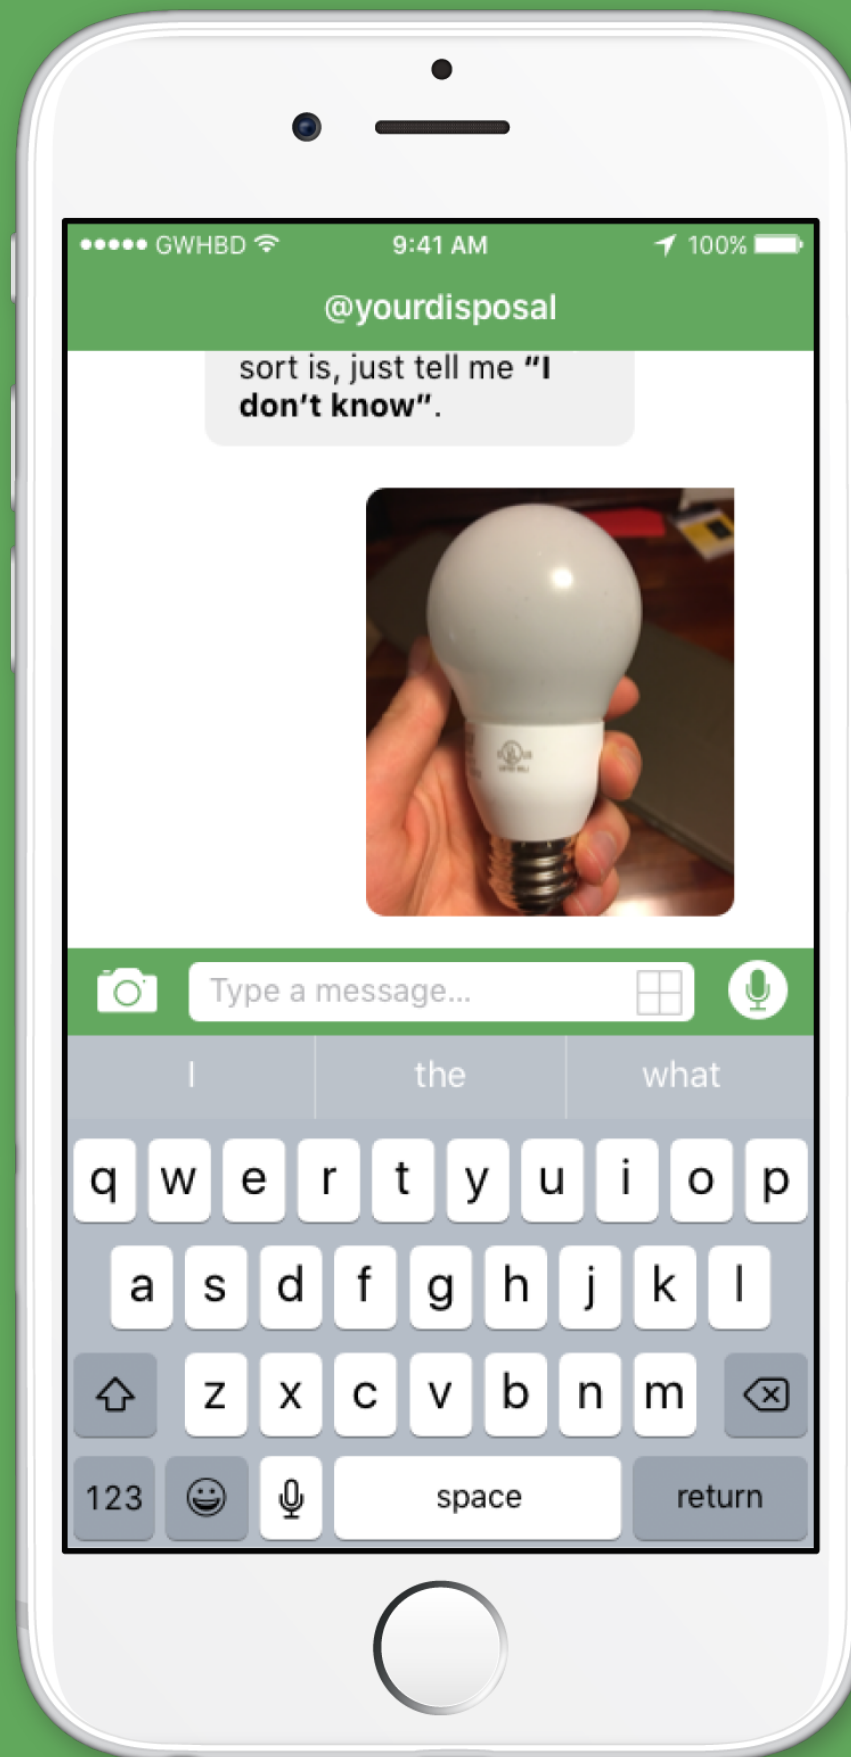 GWHBD 9:41 AM 100%
@yourdisposal
sort is, just tell me “I
don’t know”.
UL
Type a message...
I the what
q w e r t y u i o p
a s d f g h j k l
z x c v b n m
123 space return